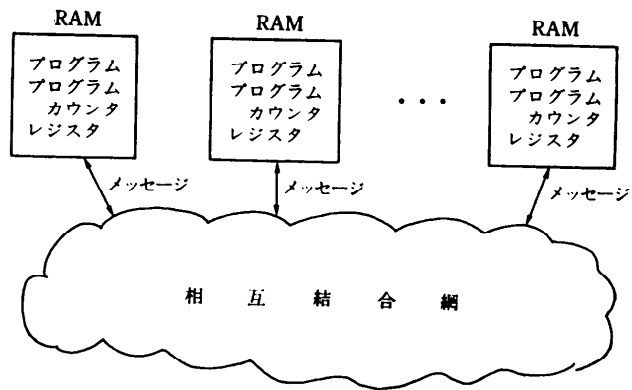 RAM
プログラム
プログラム
カウンタ
レジスタ
メッセージ
RAM
プログラム
プログラム
カウンタ
レジスタ
メッセージ
...
RAM
プログラム
プログラム
カウンタ
レジスタ
メッセージ
相互結合網